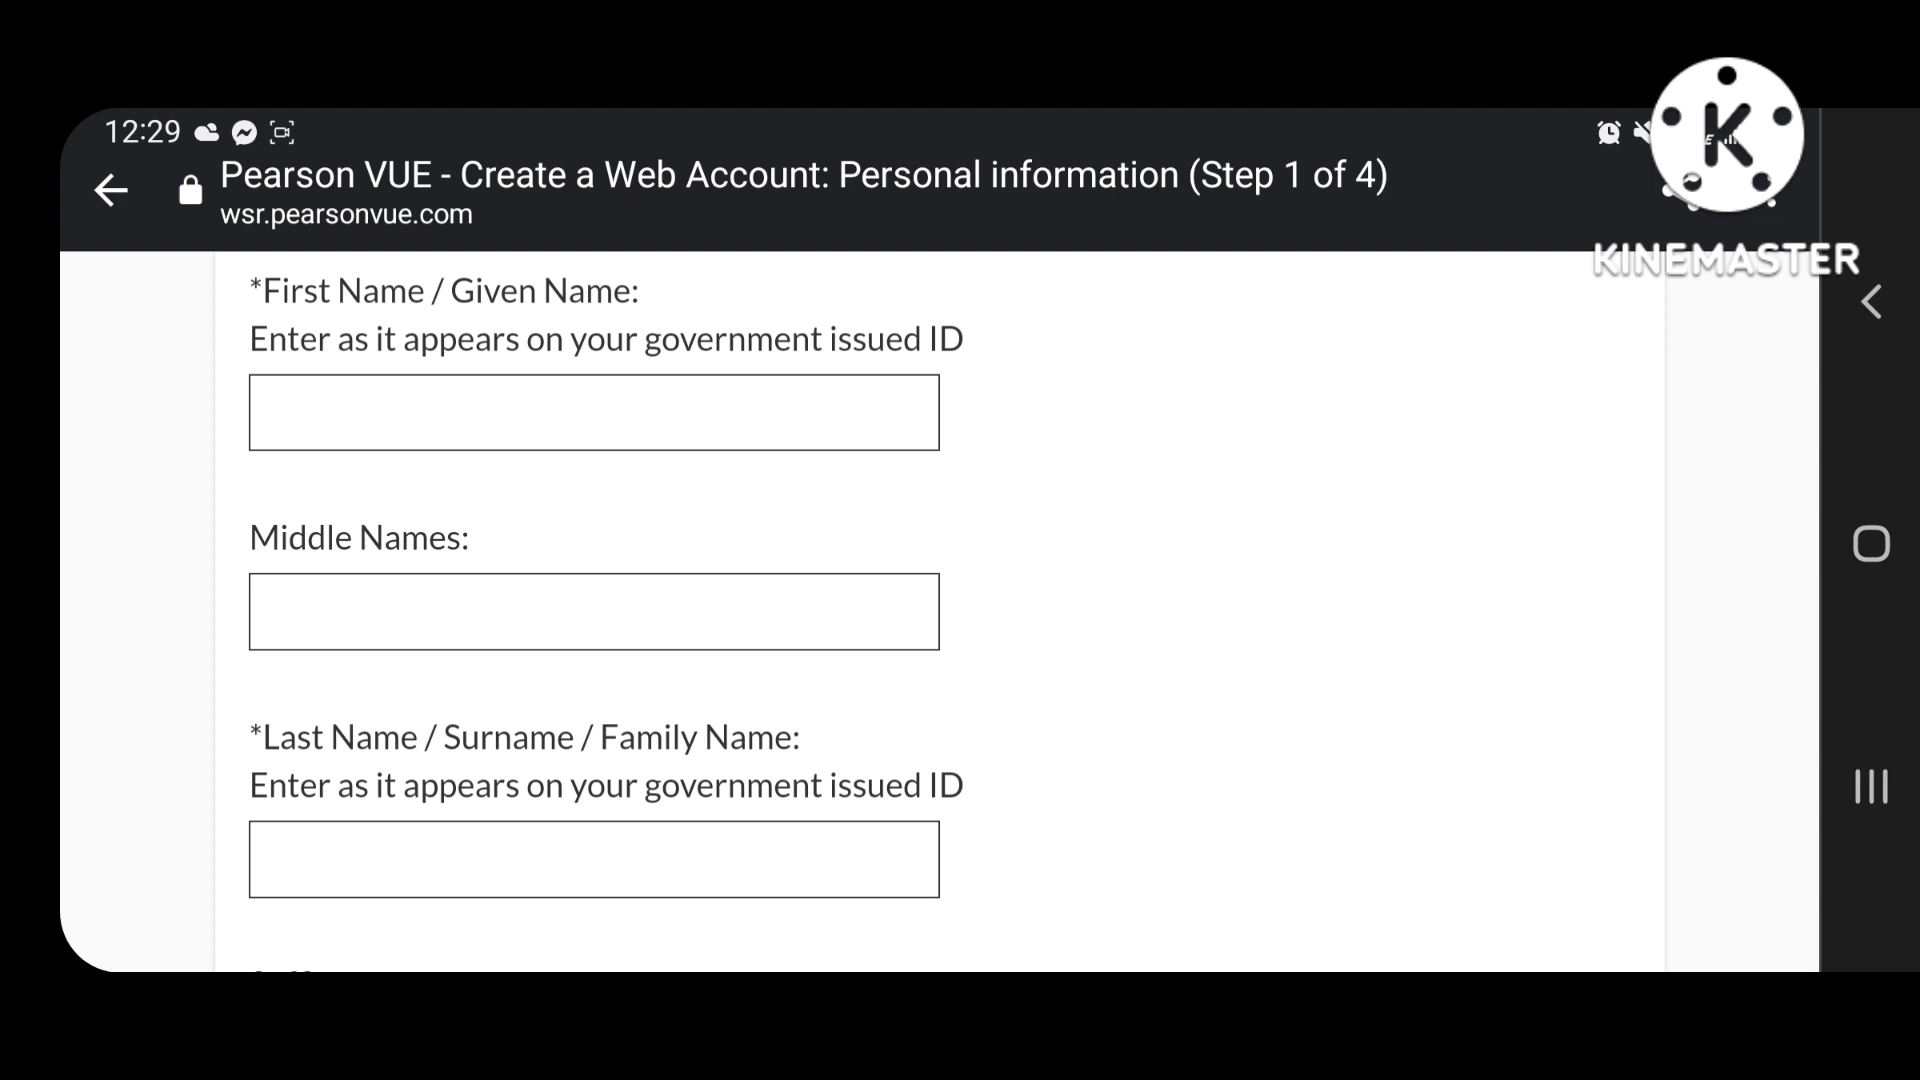 12:29
Pearson VUE - Create a Web Account: Personal information (Step 1 of 4)
wsr.pearsonvue.com
K
KINEMASTER
*First Name / Given Name:
Enter as it appears on your government issued ID
Middle Names:
*Last Name / Surname / Family Name:
Enter as it appears on your government issued ID